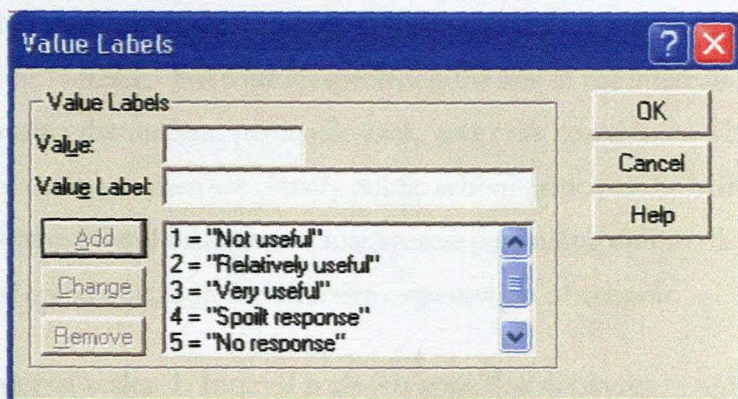 Value Labels
Value Labels
Value:
Value Label:
Add
Change
Remove
1 = "Not useful"
2 = "Relatively useful"
3 = "Very useful"
4 = "Spoilt response"
5 = "No response"
OK
Cancel
Help